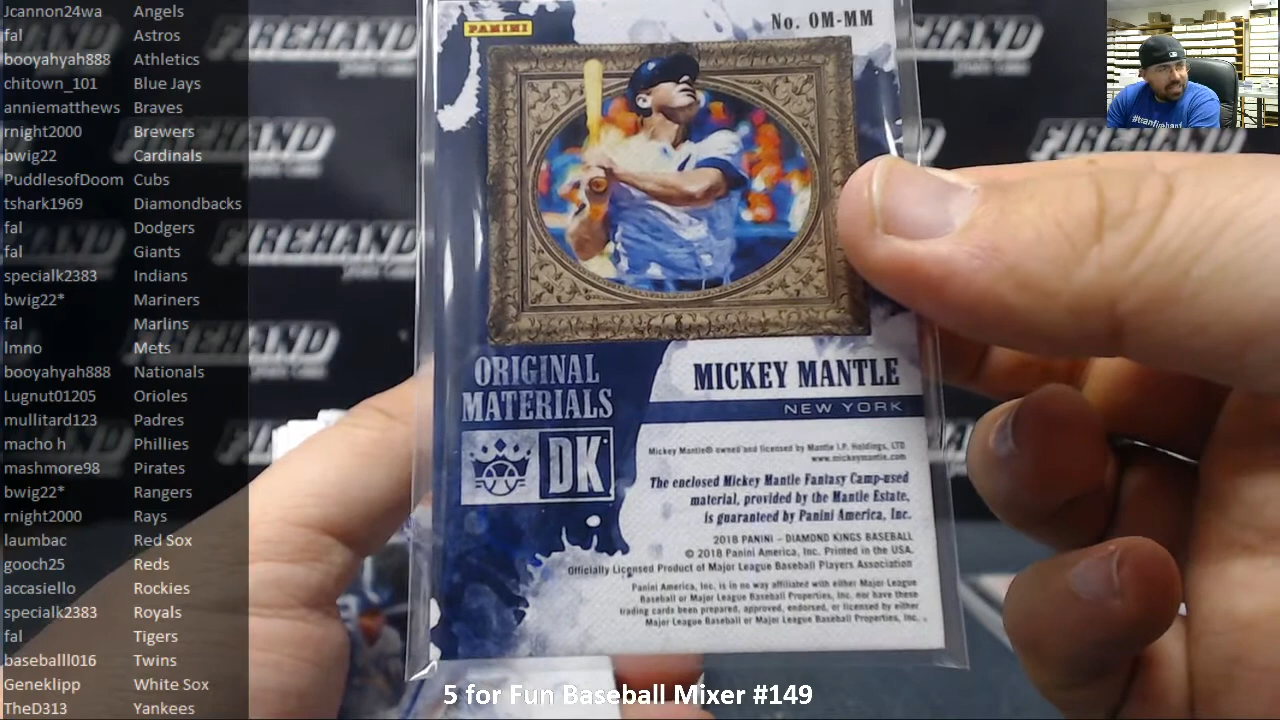 Jcannon24wa Angels
fal Astros
booyahyah888 Athletics
chitown_101 Blue Jays
anniematthews Braves
rnight2000 Brewers
bwig22 Cardinals
PuddlesofDoom Cubs
tshark1969 Diamondbacks
fal Dodgers
fal Giants
specialk2383 Indians
bwig22* Mariners
fal Marlins
lmno Mets
booyahyah888 Nationals
Lugnut01205 Orioles
mullitard123 Padres
macho h Phillies
mashmore98 Pirates
bwig22* Rangers
rnight2000 Rays
laumbac Red Sox
gooch25 Reds
accasiello Rockies
specialk2383 Royals
fal Tigers
baseballl016 Twins
Geneklipp White Sox
TheD313 Yankees
PANINI
No. OM-MM
ORIGINAL
MATERIALS
DK
MICKEY MANTLE
NEW YORK
Mickey Mantle® owned and licensed by Mantle I.P. Holdings, LTD
www.mickeymantle.com
The enclosed Mickey Mantle Fantasy Camp-used
material, provided by the Mantle Estate,
is guaranteed by Panini America, Inc.
2018 PANINI - DIAMOND KINGS BASEBALL
© 2018 Panini America, Inc. Printed in the USA.
Officially Licensed Product of Major League Baseball Players Association
Panini America, Inc. is in no way affiliated with either Major League
Baseball or Major League Baseball Properties, Inc. nor have these
trading cards been prepared, approved, endorsed, or licensed by either
Major League Baseball or Major League Baseball Properties, Inc.
FIREHAND
FIREHAND
FIREHAND
#teamfirehand
5 for Fun Baseball Mixer #149